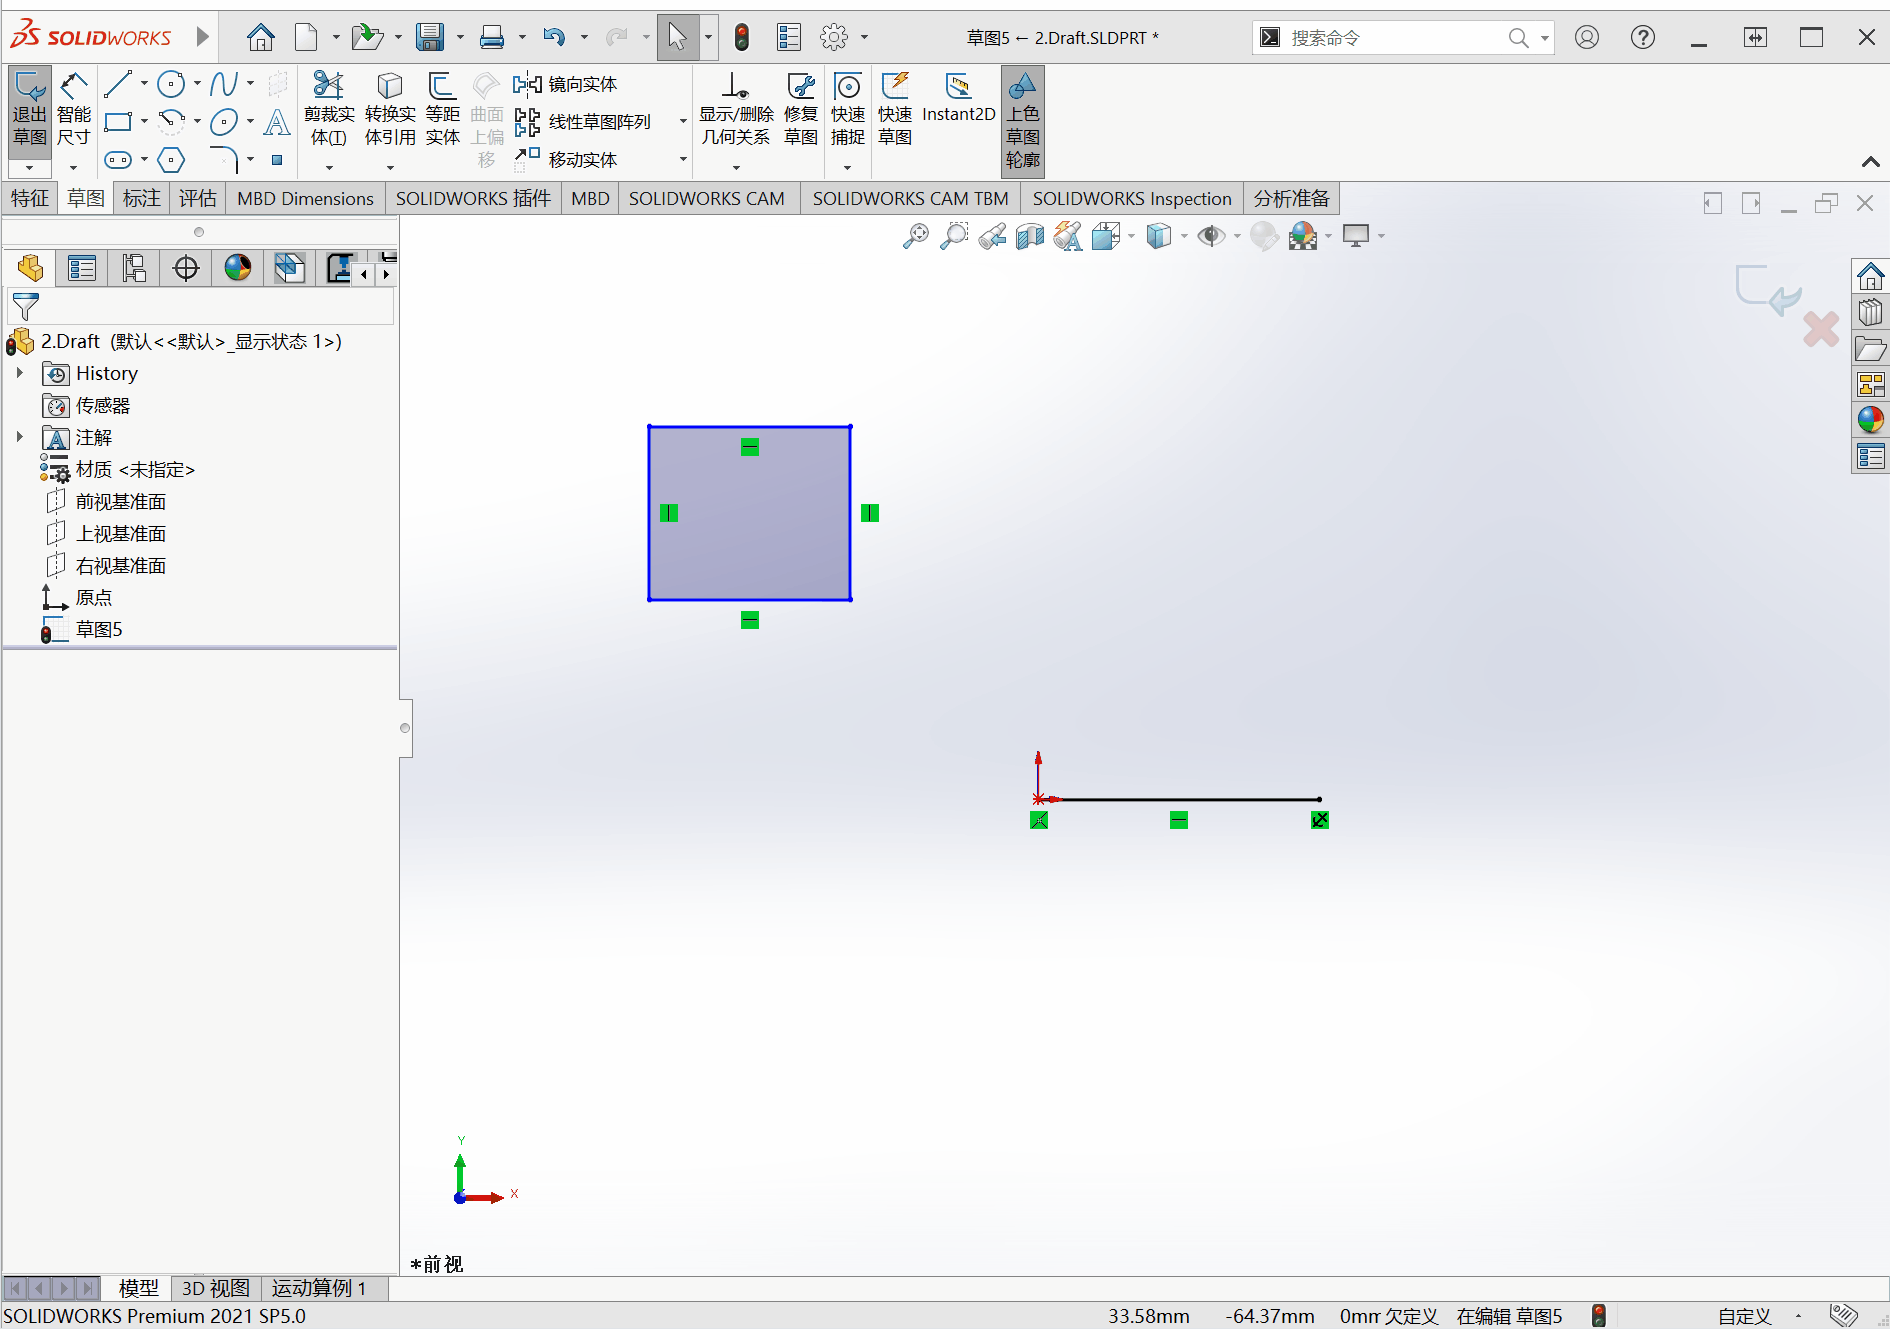 SOLIDWORKS
草图5 ← 2.Draft.SLDPRT *
搜索命令
退出草图
智能尺寸
剪裁实体(T)
转换实体引用
等距实体
曲面上偏移
镜向实体
线性草图阵列
移动实体
显示/删除几何关系
修复草图
快速捕捉
快速草图
Instant2D
上色草图轮廓
特征 草图 标注 评估 MBD Dimensions SOLIDWORKS 插件 MBD SOLIDWORKS CAM SOLIDWORKS CAM TBM SOLIDWORKS Inspection 分析准备
2.Draft (默认<<默认>_显示状态 1>)
History
传感器
注解
材质 <未指定>
前视基准面
上视基准面
右视基准面
原点
草图5
Y
X
*前视
模型 3D 视图 运动算例 1
SOLIDWORKS Premium 2021 SP5.0 33.58mm -64.37mm 0mm 欠定义 在编辑 草图5 自定义